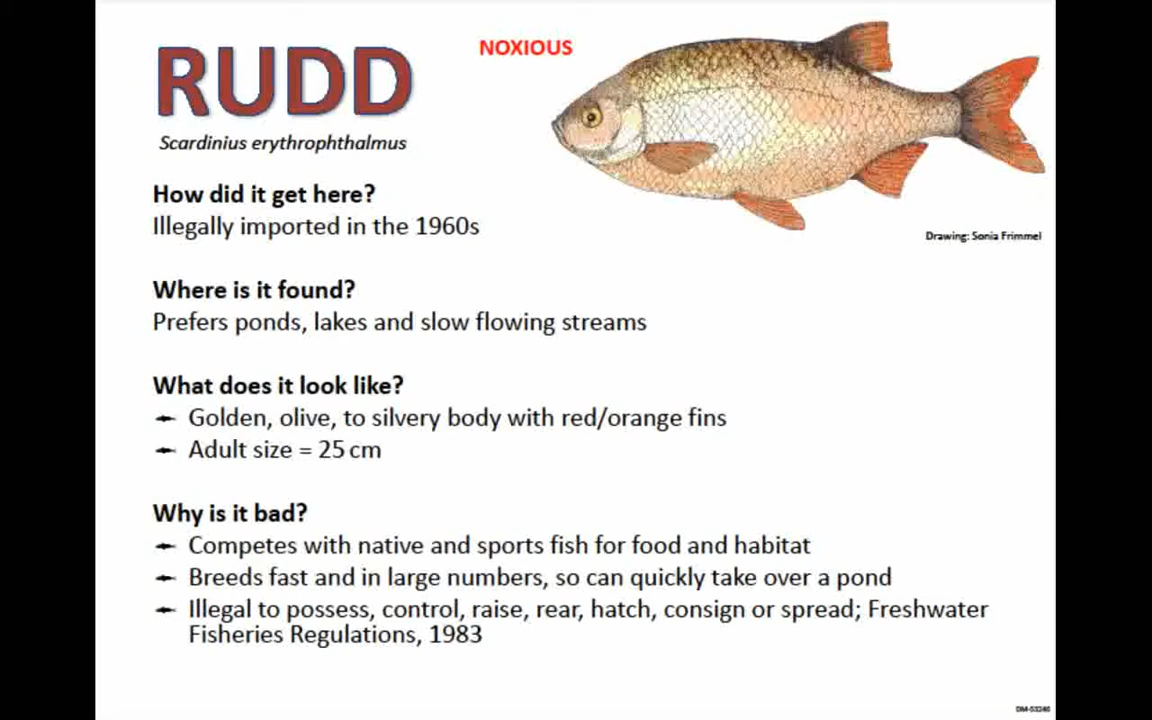 RUDD
NOXIOUS
Scardinius erythrophthalmus
Drawing: Sonia Frimmel
How did it get here?
Illegally imported in the 1960s
Where is it found?
Prefers ponds, lakes and slow flowing streams
What does it look like?
Golden, olive, to silvery body with red/orange fins
Adult size = 25 cm
Why is it bad?
Competes with native and sports fish for food and habitat
Breeds fast and in large numbers, so can quickly take over a pond
Illegal to possess, control, raise, rear, hatch, consign or spread; Freshwater
Fisheries Regulations, 1983